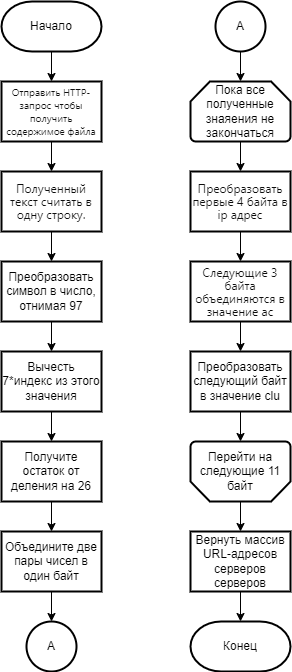 Начало
Отправить HTTP-
запрос чтобы
получить
содержимое файла
Полученный
текст считать в
одну строку.
Преобразовать
символ в число,
отнимая 97
Вычесть
7*индекс из этого
значения
Получите
остаток от
деления на 26
Объедините две
пары чисел в
один байт
A
A
Пока все
полученные
знаяения не
закончаться
Преобразовать
первые 4 байта в
ip адрес
Следующие 3
байта
объединяются в
значение ac
Преобразовать
следующий байт
в значение clu
Перейти на
следующие 11
байт
Вернуть массив
URL-адресов
серверов
серверов
Конец